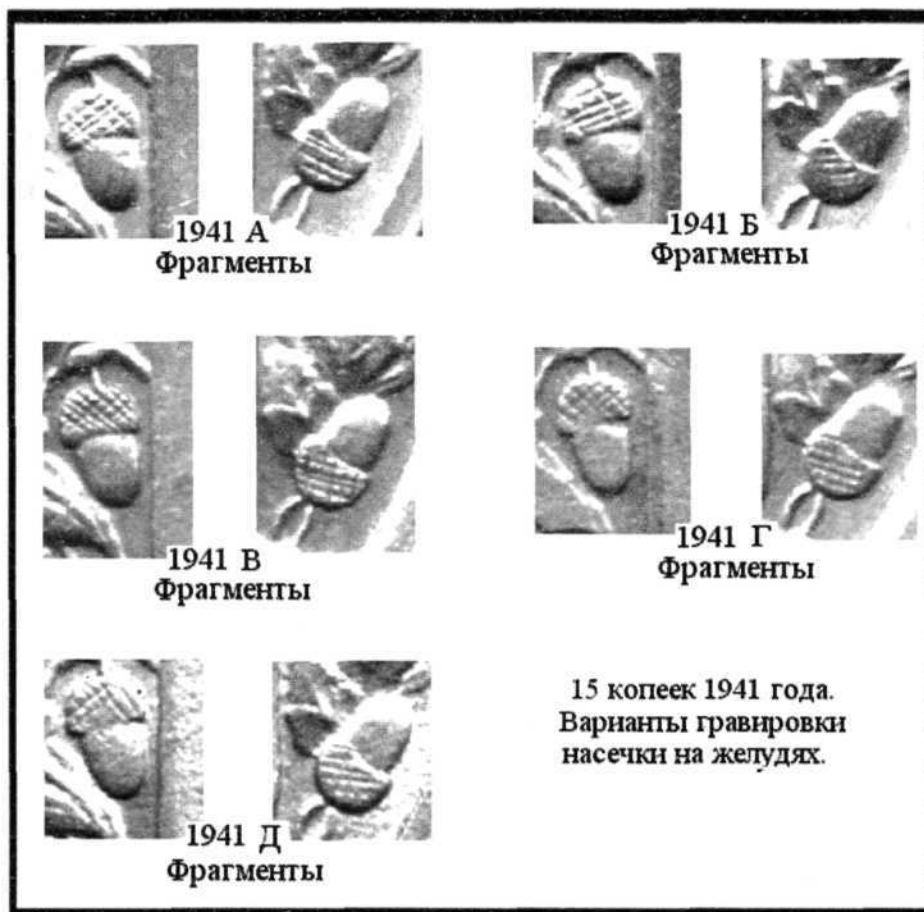 1941 А
Фрагменты
1941 Б
Фрагменты
1941 В
Фрагменты
1941 Г
Фрагменты
1941 Д
Фрагменты
15 копеек 1941 года.
Варианты гравировки
насечки на желудях.